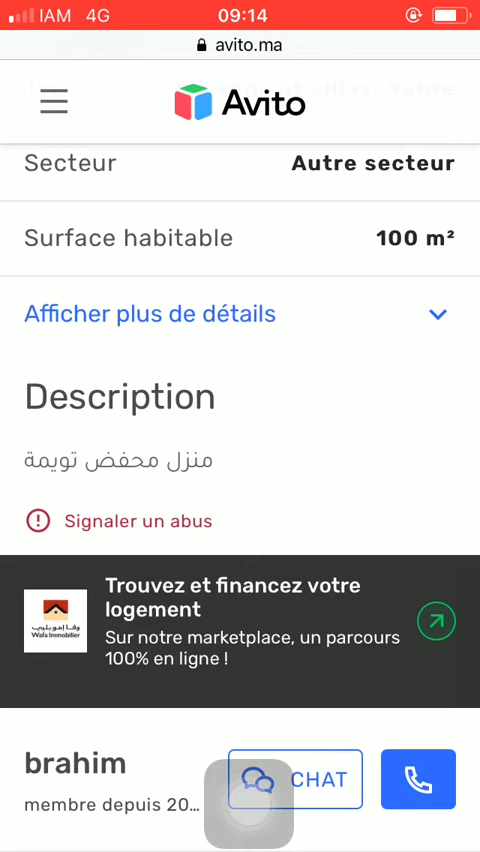 IAM 4G 09:14
avito.ma
Avito
Secteur Autre secteur
Surface habitable 100 m²
Afficher plus de détails
Description
منزل محفض تويمة
Signaler un abus
Trouvez et financez votre
logement
وفا إموبيليي
Wafa Immobilier
Sur notre marketplace, un parcours
100% en ligne !
brahim
CHAT
membre depuis 20...